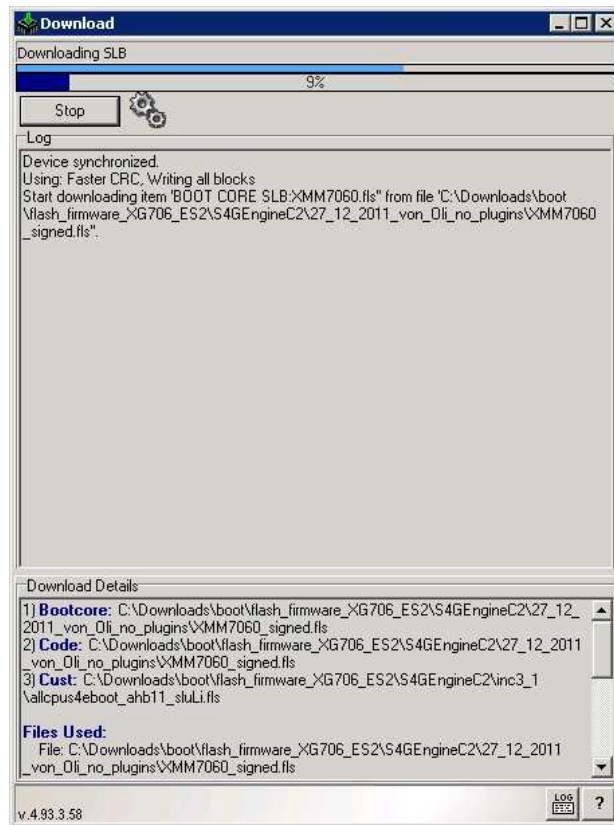 Download
Downloading SLB
9%
Stop
Log
Device synchronized.
Using: Faster CRC, Writing all blocks
Start downloading item 'BOOT CORE SLB:XMM7060.fls" from file 'C:\Downloads\boot
\flash_firmware_XG706_ES2\S4GEngineC2\27_12_2011_von_Oli_no_plugins\XMM7060
_signed.fls".
Download Details
1) Bootcore: C:\Downloads\boot\flash_firmware_XG706_ES2\S4GEngineC2\27_12_
2011_von_Oli_no_plugins\XMM7060_signed.fls
2) Code: C:\Downloads\boot\flash_firmware_XG706_ES2\S4GEngineC2\27_12_2011
_von_Oli_no_plugins\XMM7060_signed.fls
3) Cust: C:\Downloads\boot\flash_firmware_XG706_ES2\S4GEngineC2\inc3_1
\allcpus4eboot_ahb11_sluLi.fls
Files Used:
File: C:\Downloads\boot\flash_firmware_XG706_ES2\S4GEngineC2\27_12_2011
_von_Oli_no_plugins\XMM7060_signed.fls
LOG
?
v.4.93.3.58